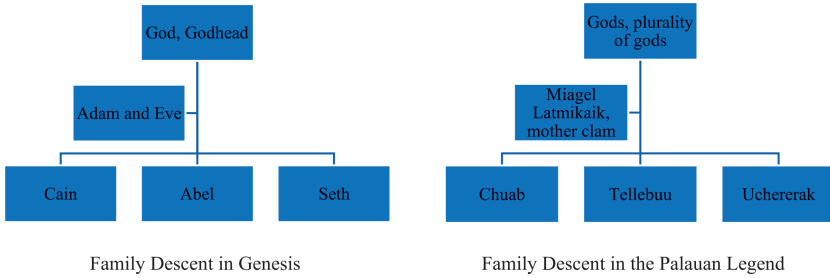 God, Godhead
Adam and Eve
Cain
Abel
Seth
Family Descent in Genesis
Gods, plurality
of gods
Miagel
Latmikaik,
mother clam
Chuab
Tellebuu
Uchererak
Family Descent in the Palauan Legend